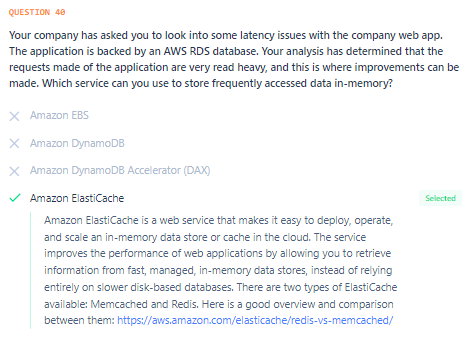 QUESTION 40
Your company has asked you to look into some latency issues with the company web app.
The application is backed by an AWS RDS database. Your analysis has determined that the
requests made of the application are very read heavy, and this is where improvements can be
made. Which service can you use to store frequently accessed data in-memory?
Amazon EBS
Amazon DynamoDB
Amazon DynamoDB Accelerator (DAX)
Amazon ElastiCache Selected
Amazon ElastiCache is a web service that makes it easy to deploy, operate,
and scale an in-memory data store or cache in the cloud. The service
improves the performance of web applications by allowing you to retrieve
information from fast, managed, in-memory data stores, instead of relying
entirely on slower disk-based databases. There are two types of ElastiCache
available: Memcached and Redis. Here is a good overview and comparison
between them: https://aws.amazon.com/elasticache/redis-vs-memcached/